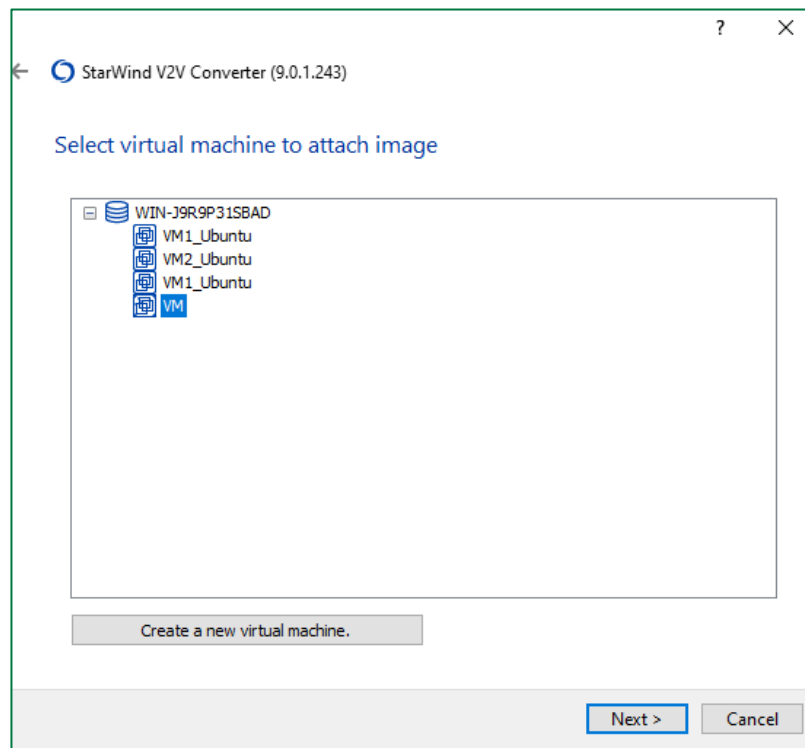 ?
StarWind V2V Converter (9.0.1.243)
Select virtual machine to attach image
WIN-J9R9P31SBAD
VM1_Ubuntu
VM2_Ubuntu
VM1_Ubuntu
VM
Create a new virtual machine.
Next > Cancel